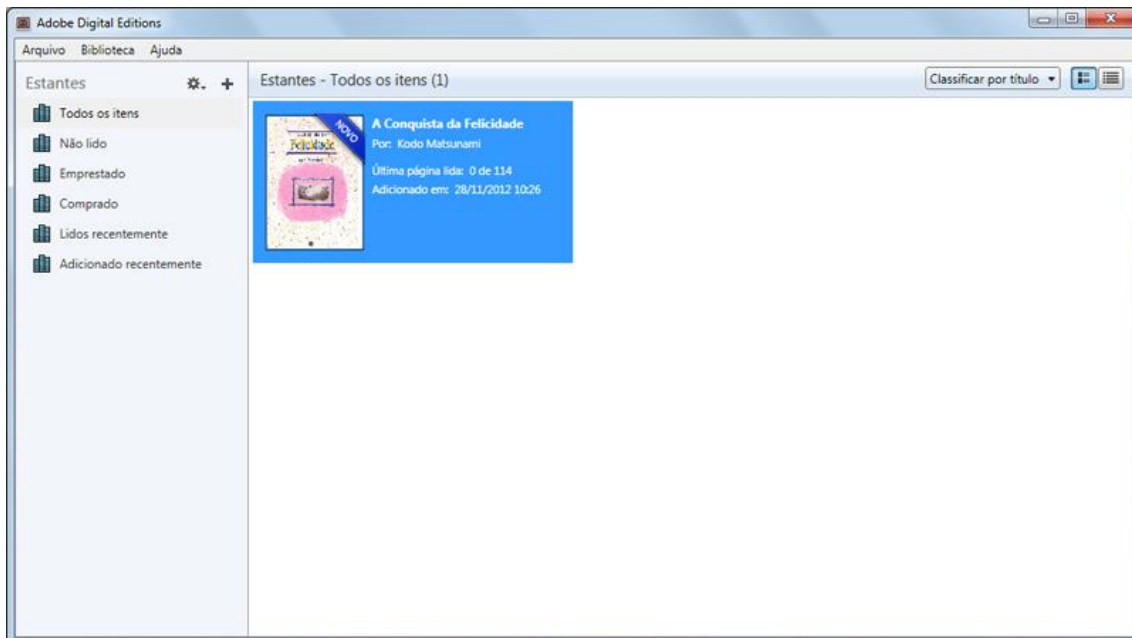 Adobe Digital Editions
Arquivo Biblioteca Ajuda
Estantes
Todos os itens
Não lido
Emprestado
Comprado
Lidos recentemente
Adicionado recentemente
Estantes - Todos os itens (1)
Classificar por título
NOVO
Felicidade
A Conquista da Felicidade
Por: Kodo Matsunami
Última página lida: 0 de 114
Adicionado em: 28/11/2012 10:26